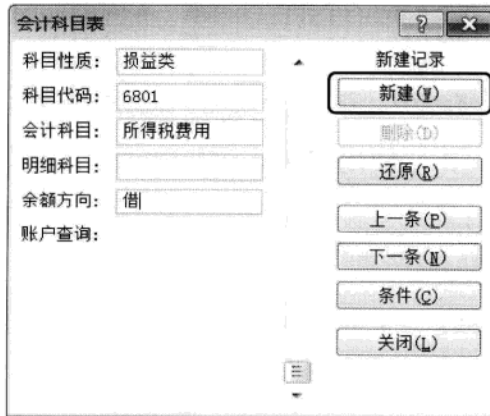 会计科目表
科目性质: 损益类
科目代码: 6801
会计科目: 所得税费用
明细科目:
余额方向: 借
账户查询:
新建记录
新建(W)
删除(D)
还原(R)
上一条(P)
下一条(N)
条件(C)
关闭(L)